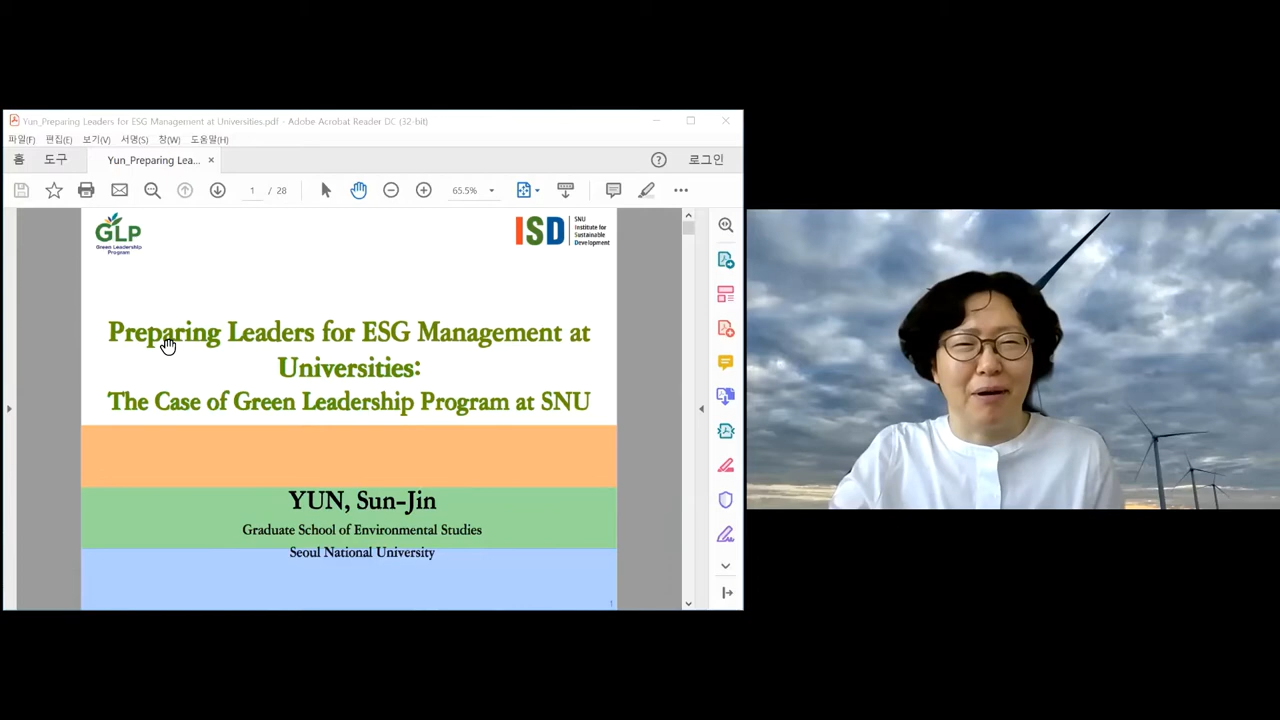 Yun_Preparing Leaders for ESG Management at Universities.pdf - Adobe Acrobat Reader DC (32-bit)
파일(F) 편집(E) 보기(V) 서명(S) 창(W) 도움말(H)
홈 도구 Yun_Preparing Lea... × 로그인
1 / 28 65.5%
GLP
Green Leadership
Program
ISD
SNU
Institute for
Sustainable
Development
Preparing Leaders for ESG Management at
Universities:
The Case of Green Leadership Program at SNU
YUN, Sun-Jin
Graduate School of Environmental Studies
Seoul National University
1